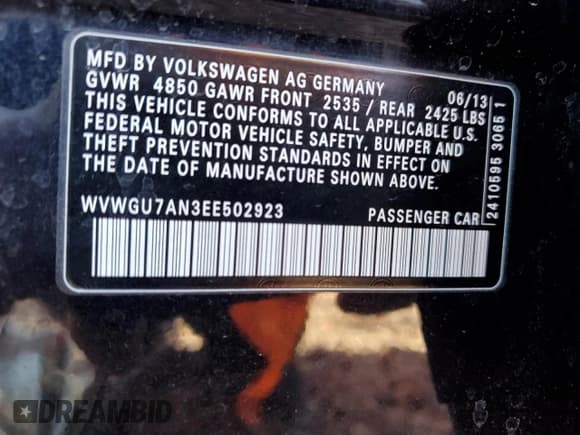 MFD BY VOLKSWAGEN AG GERMANY 06/13
GVWR 4850 GAWR FRONT 2535 / REAR 2425 LBS
THIS VEHICLE CONFORMS TO ALL APPLICABLE U.S.
FEDERAL MOTOR VEHICLE SAFETY, BUMPER AND
THEFT PREVENTION STANDARDS IN EFFECT ON
THE DATE OF MANUFACTURE SHOWN ABOVE.
WVWGU7AN3EE502923 PASSENGER CAR
2410595 3065 1
DREAMBID